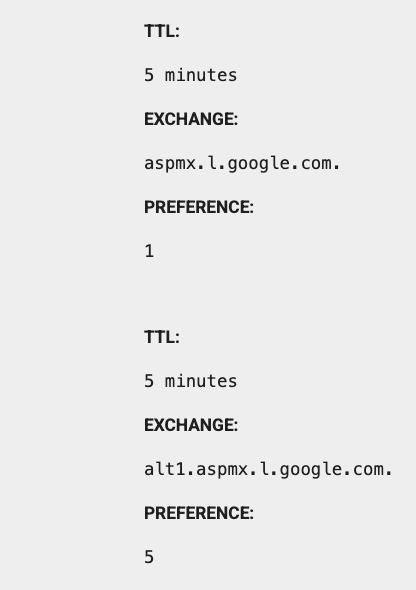 TTL:
5 minutes
EXCHANGE:
aspmx.l.google.com.
PREFERENCE:
1
TTL:
5 minutes
EXCHANGE:
alt1.aspmx.l.google.com.
PREFERENCE:
5